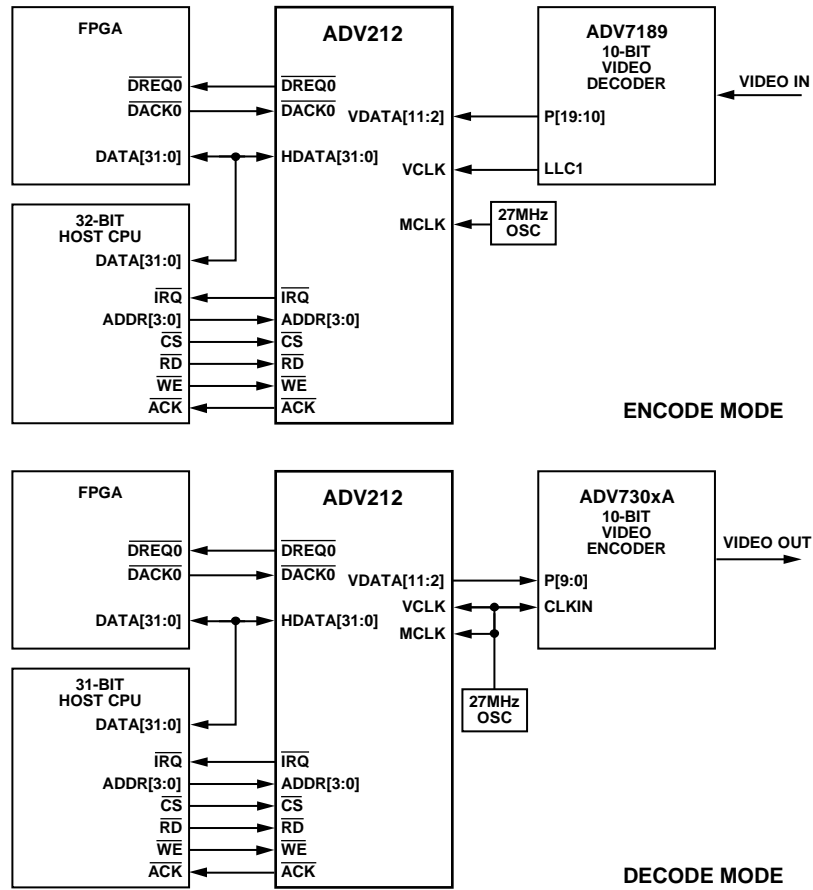 FPGA
DREQ0
DACK0
DATA[31:0]
32-BIT
HOST CPU
DATA[31:0]
IRQ
ADDR[3:0]
CS
RD
WE
ACK
ADV212
DREQ0
DACK0
HDATA[31:0]
IRQ
ADDR[3:0]
CS
RD
WE
ACK
VDATA[11:2]
VCLK
MCLK
ADV7189
10-BIT
VIDEO
DECODER
P[19:10]
LLC1
VIDEO IN
27MHz
OSC
ENCODE MODE
FPGA
DREQ0
DACK0
DATA[31:0]
31-BIT
HOST CPU
DATA[31:0]
IRQ
ADDR[3:0]
CS
RD
WE
ACK
ADV212
DREQ0
DACK0
HDATA[31:0]
IRQ
ADDR[3:0]
CS
RD
WE
ACK
VDATA[11:2]
VCLK
MCLK
ADV730xA
10-BIT
VIDEO
ENCODER
P[9:0]
CLKIN
VIDEO OUT
27MHz
OSC
DECODE MODE